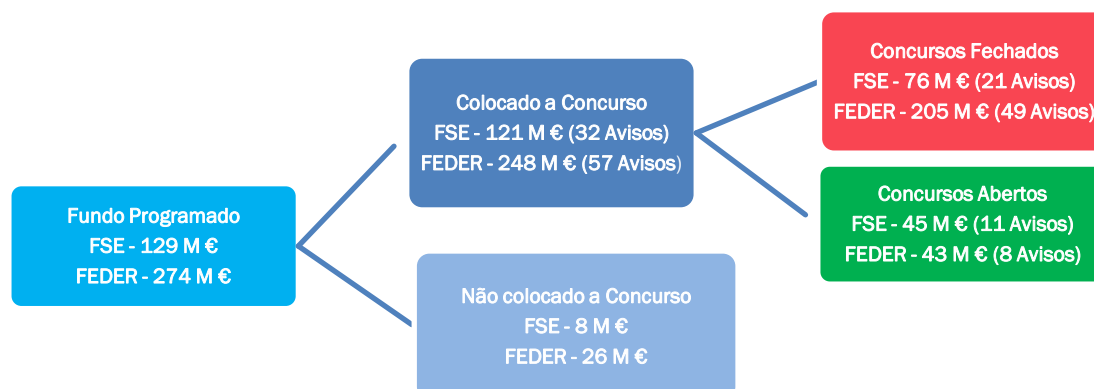 Fundo Programado
FSE - 129 M €
FEDER - 274 M €
Colocado a Concurso
FSE - 121 M € (32 Avisos)
FEDER - 248 M € (57 Avisos)
Não colocado a Concurso
FSE - 8 M €
FEDER - 26 M €
Concursos Fechados
FSE - 76 M € (21 Avisos)
FEDER - 205 M € (49 Avisos)
Concursos Abertos
FSE - 45 M € (11 Avisos)
FEDER - 43 M € (8 Avisos)